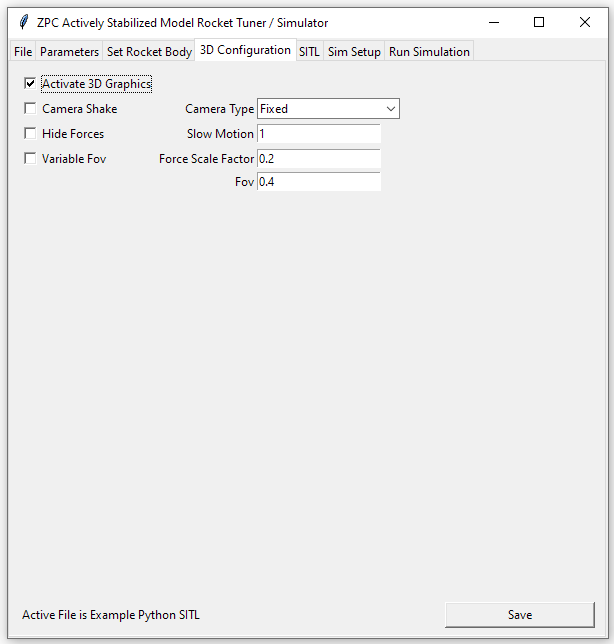 ZPC Actively Stabilized Model Rocket Tuner / Simulator
File Parameters Set Rocket Body 3D Configuration SITL Sim Setup Run Simulation
Activate 3D Graphics
Camera Shake Camera Type Fixed
Hide Forces Slow Motion 1
Variable Fov Force Scale Factor 0.2
Fov 0.4
Active File is Example Python SITL Save